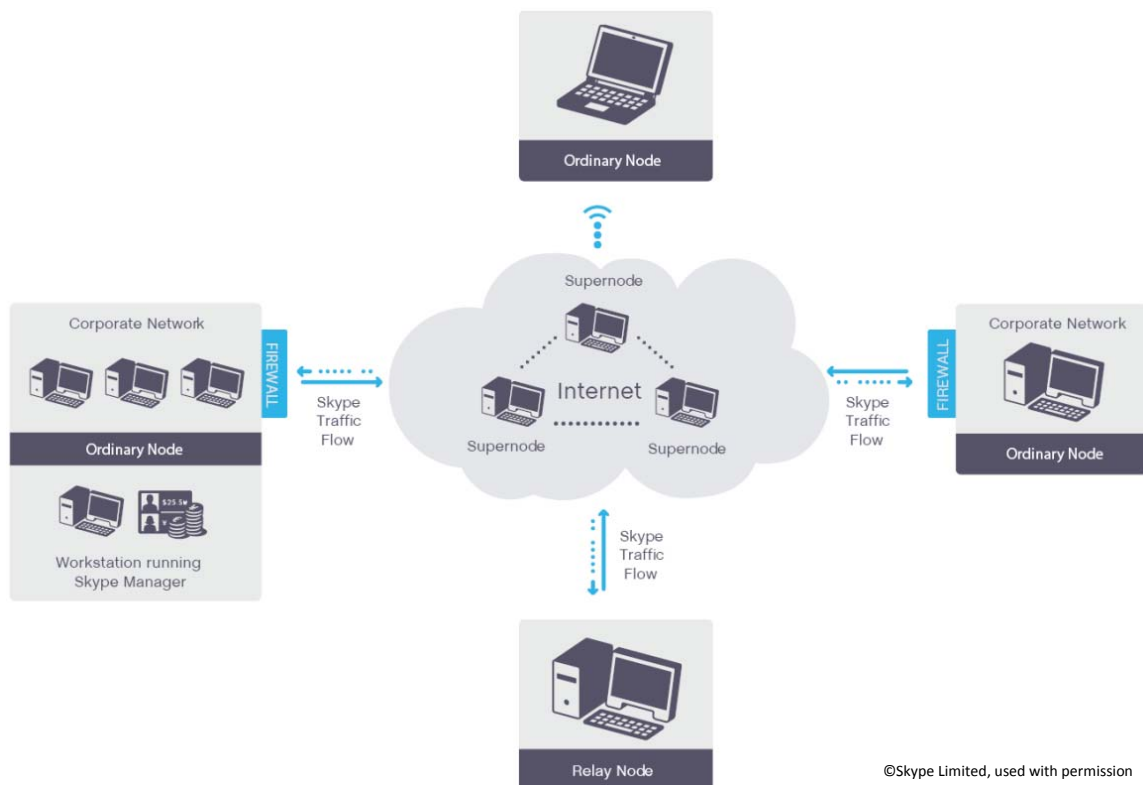 Ordinary Node
Supernode
Corporate Network
FIREWALL
Skype
Traffic
Flow
Ordinary Node
Workstation running
Skype Manager
Internet
Supernode
Supernode
Skype
Traffic
Flow
FIREWALL
Corporate Network
Ordinary Node
Skype
Traffic
Flow
Relay Node
©Skype Limited, used with permission